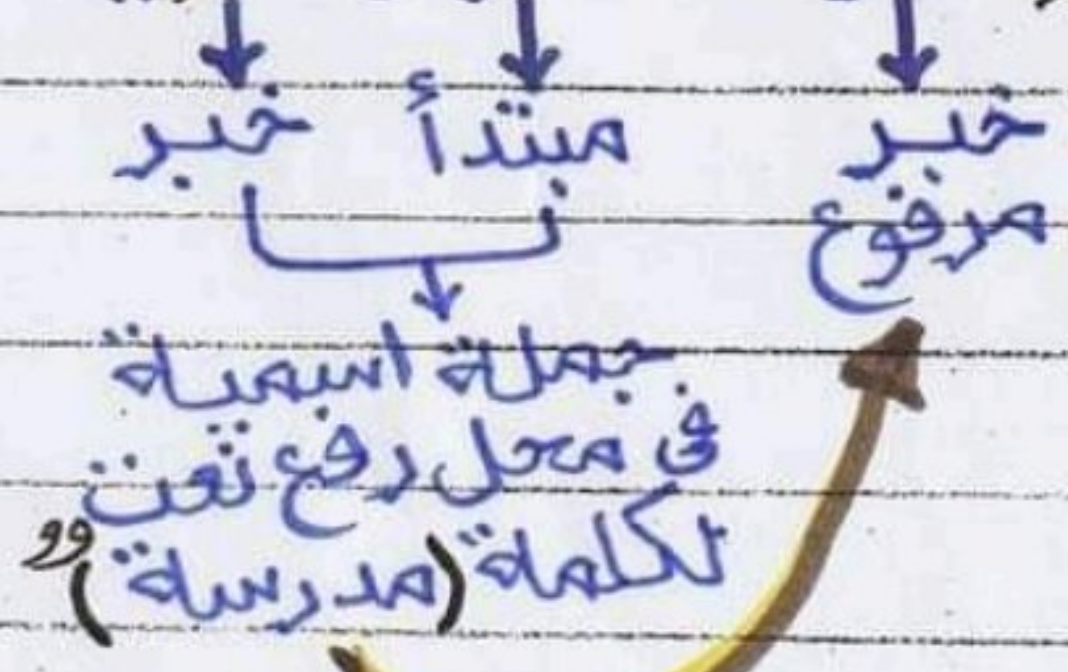 خبر مبتدأ خبر
مرفوع
جملة اسمية
فى محل رفع نعت
لكلمة (مدرسة)